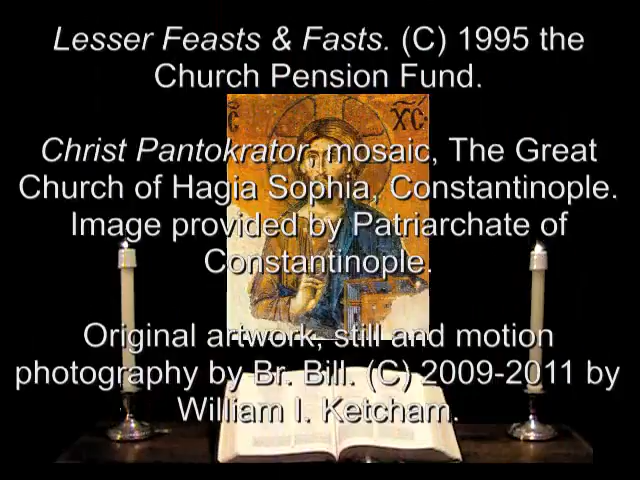 Lesser Feasts & Fasts. (C) 1995 the
Church Pension Fund.
Christ Pantokrator, mosaic, The Great
Church of Hagia Sophia, Constantinople.
Image provided by Patriarchate of
Constantinople.
Original artwork, still and motion
photography by Br. Bill. (C) 2009-2011 by
William I. Ketcham.